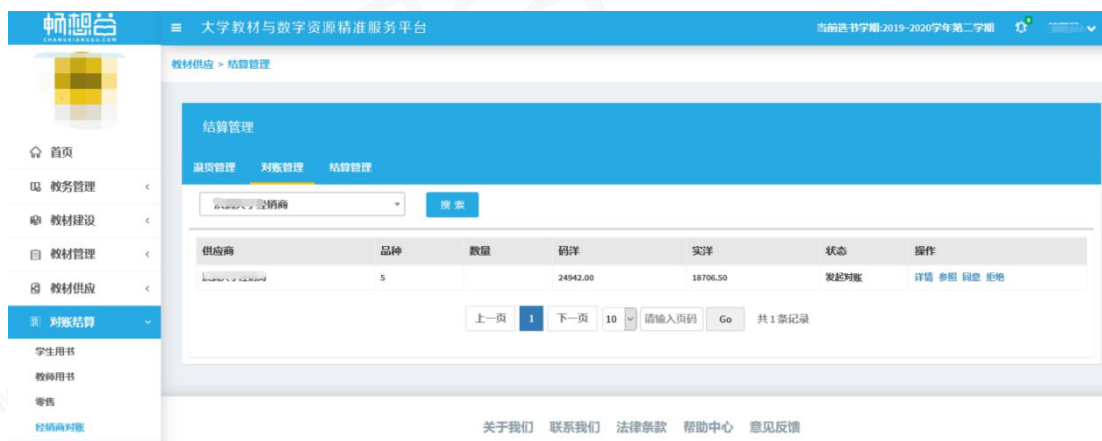 畅想谷
CHANGXIANGGU.COM
≡ 大学教材与数字资源精准服务平台
当前选书学期:2019-2020学年第二学期
教材供应 > 结算管理
首页
教务管理
教材建设
教材管理
教材供应
对账结算
学生用书
教师用书
零售
经销商对账
结算管理
退货管理 对账管理 结算管理
经销商 搜 索
供应商 品种 数量 码洋 实洋 状态 操作
5 24942.00 18706.50 发起对账 详情 参照 同意 拒绝
上一页 1 下一页 10 请输入页码 Go 共1条记录
关于我们 联系我们 法律条款 帮助中心 意见反馈